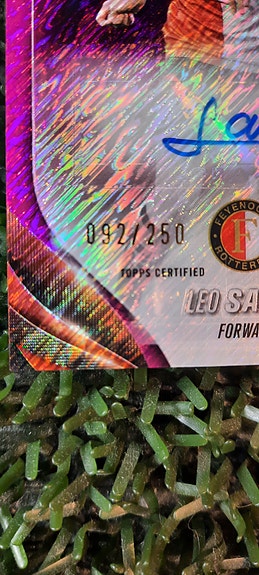 092/250
FEYENOORD
ROTTERDAM
F
TOPPS CERTIFIED
LEO SA
FORWA